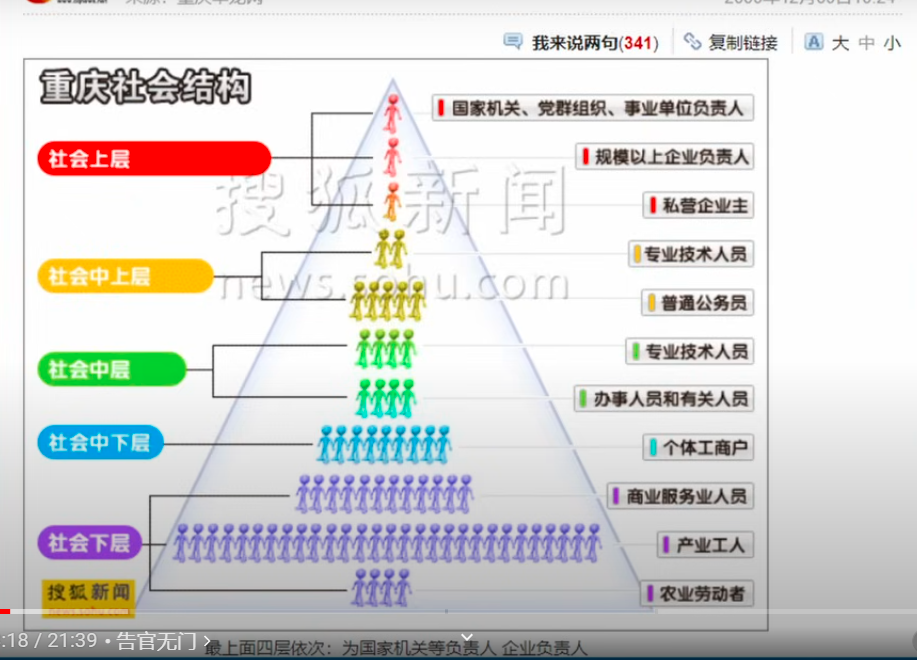 我来说两句(341)
复制链接
A 大 中 小
重庆社会结构
国家机关、党群组织、事业单位负责人
社会上层
规模以上企业负责人
私营企业主
搜狐新闻
专业技术人员
社会中上层
news.sohu.com
普通公务员
专业技术人员
社会中层
办事人员和有关人员
社会中下层
个体工商户
商业服务业人员
社会下层
产业工人
搜狐新闻
news.sohu.com
农业劳动者
:18 / 21:39 • 告官无门 ›
最上面四层依次：为国家机关等负责人 企业负责人